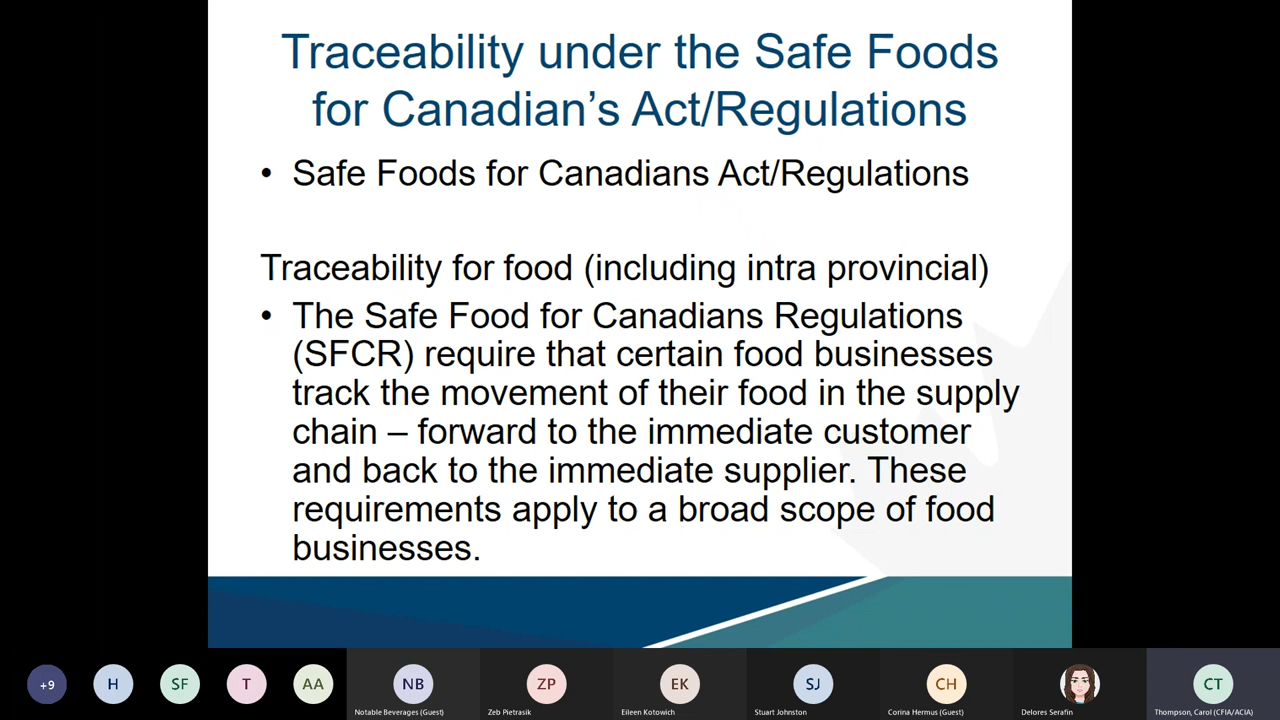 Traceability under the Safe Foods
for Canadian’s Act/Regulations
• Safe Foods for Canadians Act/Regulations
Traceability for food (including intra provincial)
• The Safe Food for Canadians Regulations
(SFCR) require that certain food businesses
track the movement of their food in the supply
chain – forward to the immediate customer
and back to the immediate supplier. These
requirements apply to a broad scope of food
businesses.
+9
H
SF
T
AA
NB
ZP
EK
SJ
CH
CT
Notable Beverages (Guest)
Zeb Pietrasik
Eileen Kotowich
Stuart Johnston
Corina Hermus (Guest)
Delores Serafin
Thompson, Carol (CFIA/ACIA)